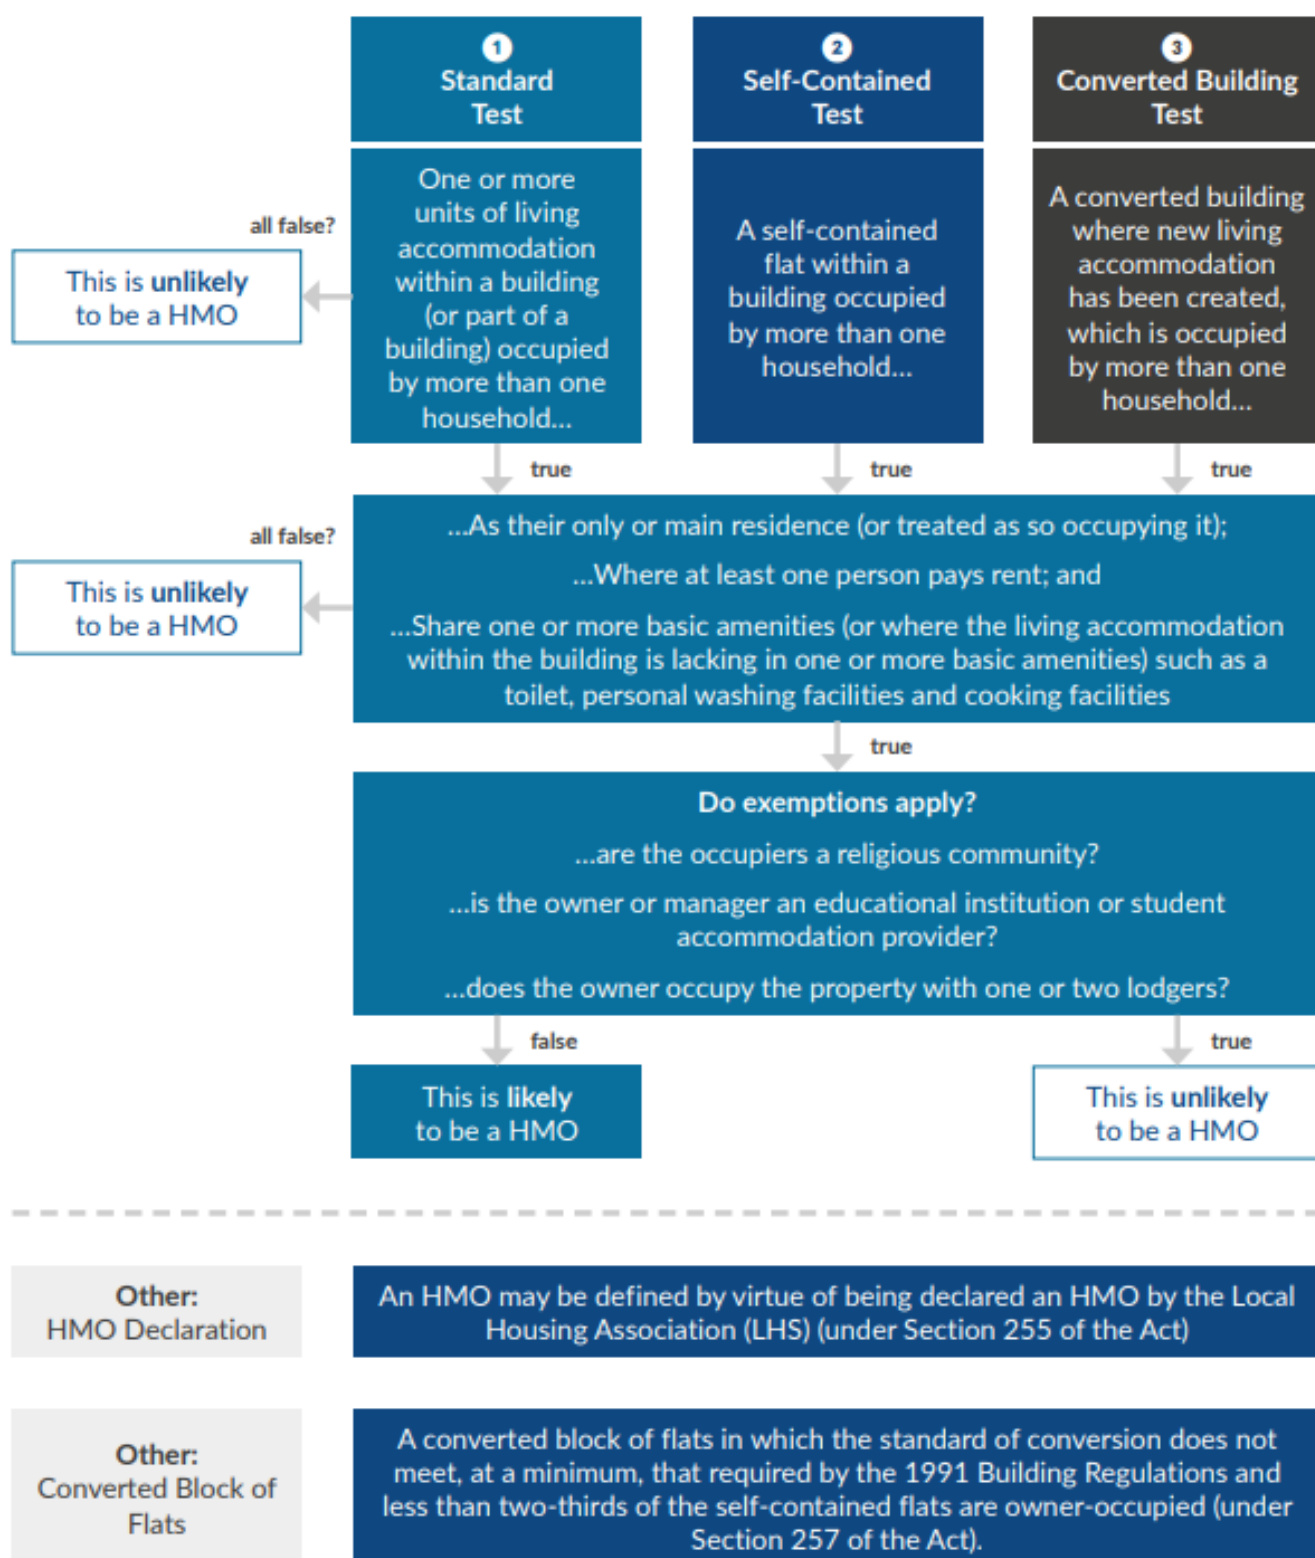 1
Standard
Test
2
Self-Contained
Test
3
Converted Building
Test
One or more
units of living
accommodation
within a building
(or part of a
building) occupied
by more than one
household...
A self-contained
flat within a
building occupied
by more than one
household...
A converted building
where new living
accommodation
has been created,
which is occupied
by more than one
household...
all false?
This is unlikely
to be a HMO
true
true
true
all false?
This is unlikely
to be a HMO
...As their only or main residence (or treated as so occupying it);
...Where at least one person pays rent; and
...Share one or more basic amenities (or where the living accommodation
within the building is lacking in one or more basic amenities) such as a
toilet, personal washing facilities and cooking facilities
true
Do exemptions apply?
...are the occupiers a religious community?
...is the owner or manager an educational institution or student
accommodation provider?
...does the owner occupy the property with one or two lodgers?
false
true
This is likely
to be a HMO
This is unlikely
to be a HMO
Other:
HMO Declaration
An HMO may be defined by virtue of being declared an HMO by the Local
Housing Association (LHS) (under Section 255 of the Act)
Other:
Converted Block of
Flats
A converted block of flats in which the standard of conversion does not
meet, at a minimum, that required by the 1991 Building Regulations and
less than two-thirds of the self-contained flats are owner-occupied (under
Section 257 of the Act).